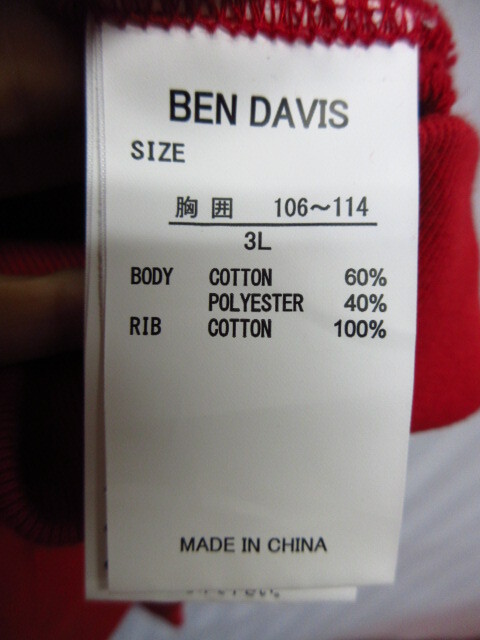 BEN DAVIS
SIZE
胸囲 106～114
3L
BODY COTTON 60%
POLYESTER 40%
RIB COTTON 100%
MADE IN CHINA